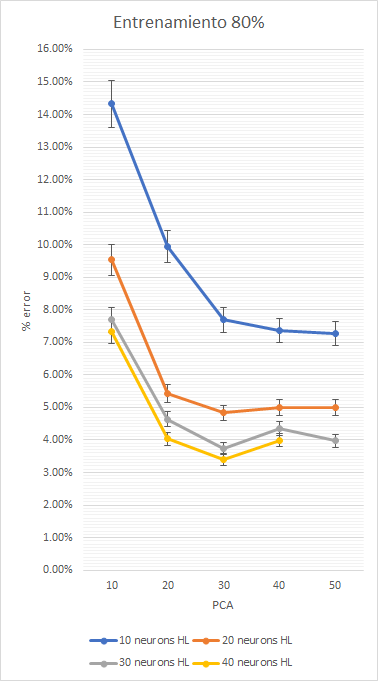 Entrenamiento 80%
16.00%
15.00%
14.00%
13.00%
12.00%
11.00%
10.00%
9.00%
8.00%
7.00%
6.00%
5.00%
4.00%
3.00%
2.00%
1.00%
0.00%
% error
10 20 30 40 50
PCA
10 neurons HL 20 neurons HL
30 neurons HL 40 neurons HL